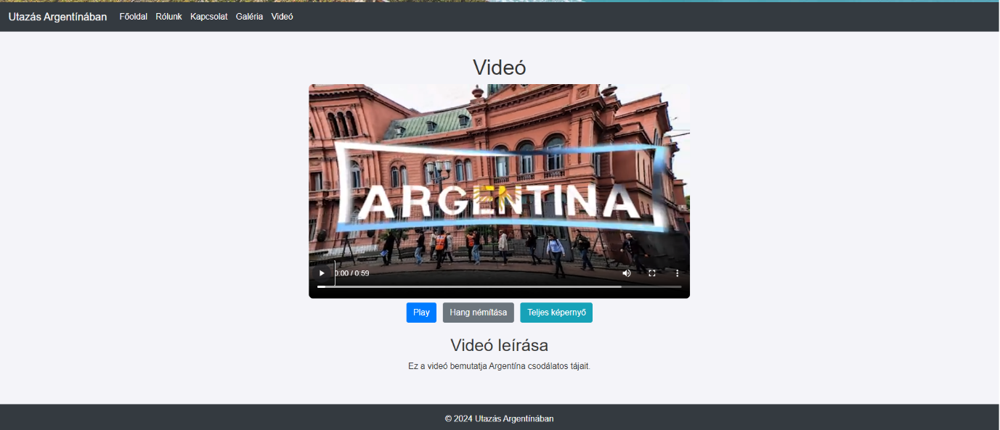 Utazás Argentínában Főoldal Rólunk Kapcsolat Galéria Videó
Videó
ARGENTINA
0:00 / 0:59
Play Hang némítása Teljes képernyő
Videó leírása
Ez a videó bemutatja Argentína csodálatos tájait.
© 2024 Utazás Argentínában